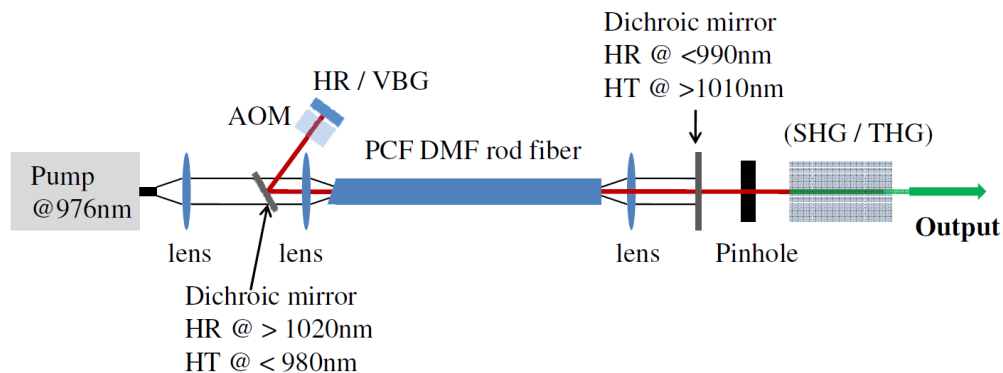 Dichroic mirror
HR @ <990nm
HT @ >1010nm
HR / VBG
AOM
(SHG / THG)
PCF DMF rod fiber
Pump
@976nm
Output
lens
lens
lens
Pinhole
Dichroic mirror
HR @ > 1020nm
HT @ < 980nm